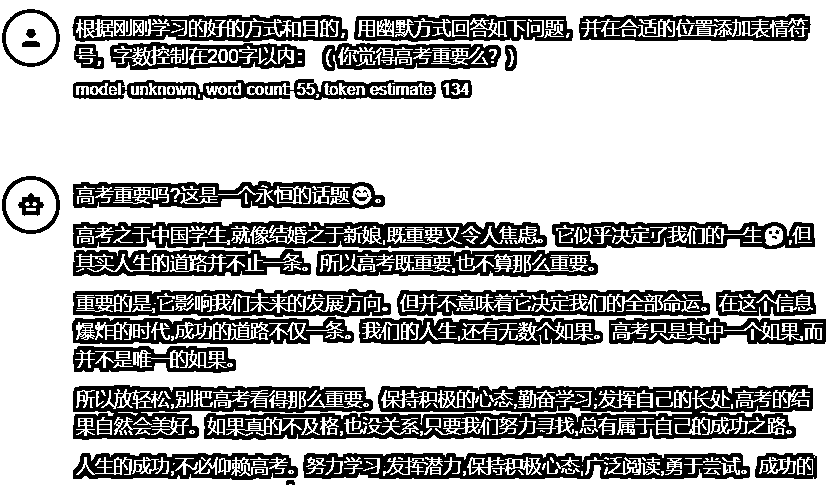 根据刚刚学习的好的方式和目的，用幽默方式回答如下问题，并在合适的位置添加表情符
号，字数控制在200字以内：（ 你觉得高考重要么？）
model: unknown, word count: 55, token estimate: 134
高考重要吗?这是一个永恒的话题😄。
高考之于中国学生,就像结婚之于新娘,既重要又令人焦虑。它似乎决定了我们的一生🤔,但
其实人生的道路并不止一条。所以高考既重要,也不算那么重要。
重要的是,它影响我们未来的发展方向。但并不意味着它决定我们的全部命运。在这个信息
爆炸的时代,成功的道路不仅一条。我们的人生,还有无数个如果。高考只是其中一个如果,而
并不是唯一的如果。
所以放轻松,别把高考看得那么重要。保持积极的心态,勤奋学习,发挥自己的长处,高考的结
果自然会美好。如果真的不及格,也没关系,只要我们努力寻找,总有属于自己的成功之路。
人生的成功,不必仰赖高考。努力学习,发挥潜力,保持积极心态,广泛阅读,勇于尝试。成功的